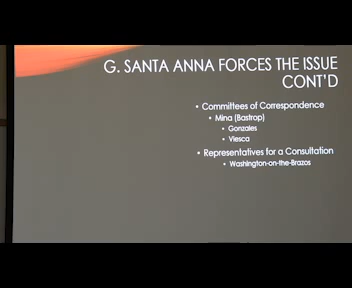 G. SANTA ANNA FORCES THE ISSUE
CONT'D
• Committees of Correspondence
• Mina (Bastrop)
• Gonzales
• Viesca
• Representatives for a Consultation
• Washington-on-the-Brazos